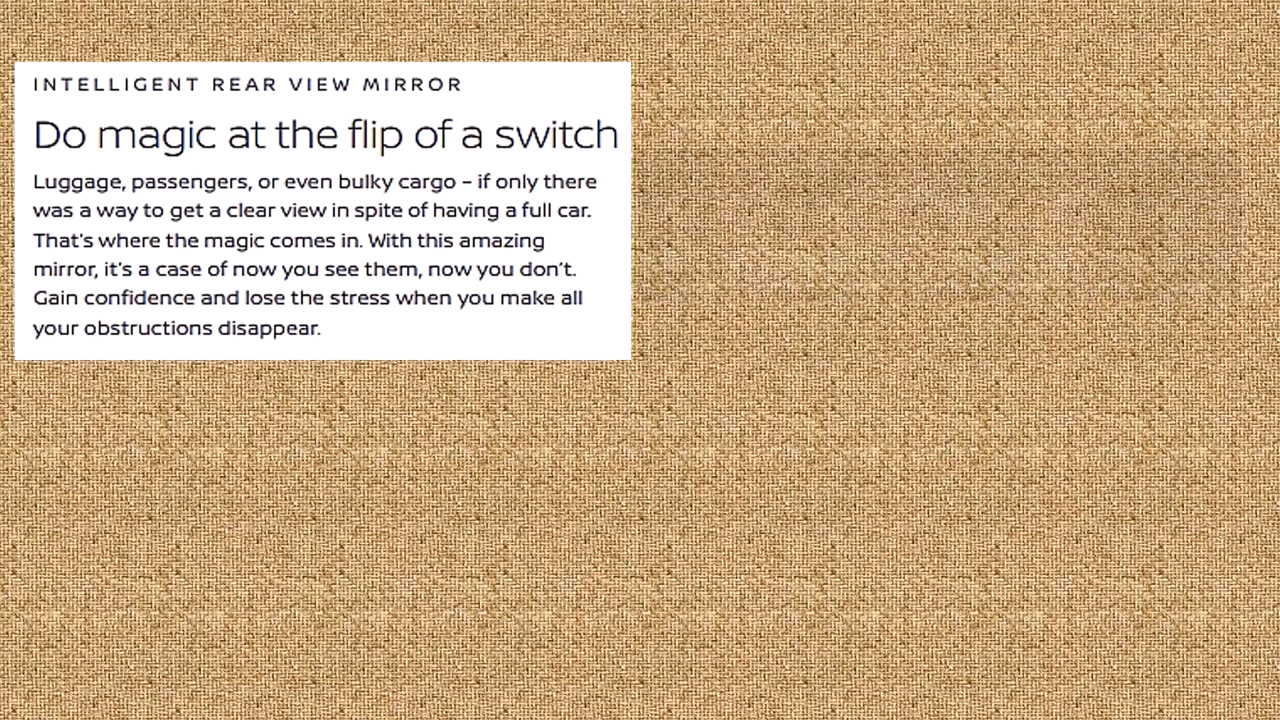 INTELLIGENT REAR VIEW MIRROR
Do magic at the flip of a switch
Luggage, passengers, or even bulky cargo – if only there
was a way to get a clear view in spite of having a full car.
That's where the magic comes in. With this amazing
mirror, it's a case of now you see them, now you don't.
Gain confidence and lose the stress when you make all
your obstructions disappear.